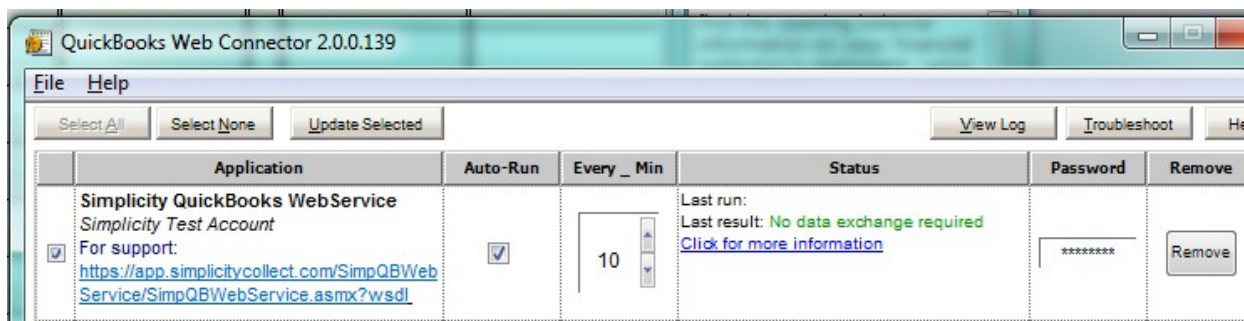 QuickBooks Web Connector 2.0.0.139
File Help
Select All Select None Update Selected View Log Troubleshoot He
Application Auto-Run Every _ Min Status Password Remove
Simplicity QuickBooks WebService
Simplicity Test Account
For support:
https://app.simplicitycollect.com/SimpQBWeb
Service/SimpQBWebService.asmx?wsdl
10
Last run:
Last result: No data exchange required
Click for more information
********
Remove